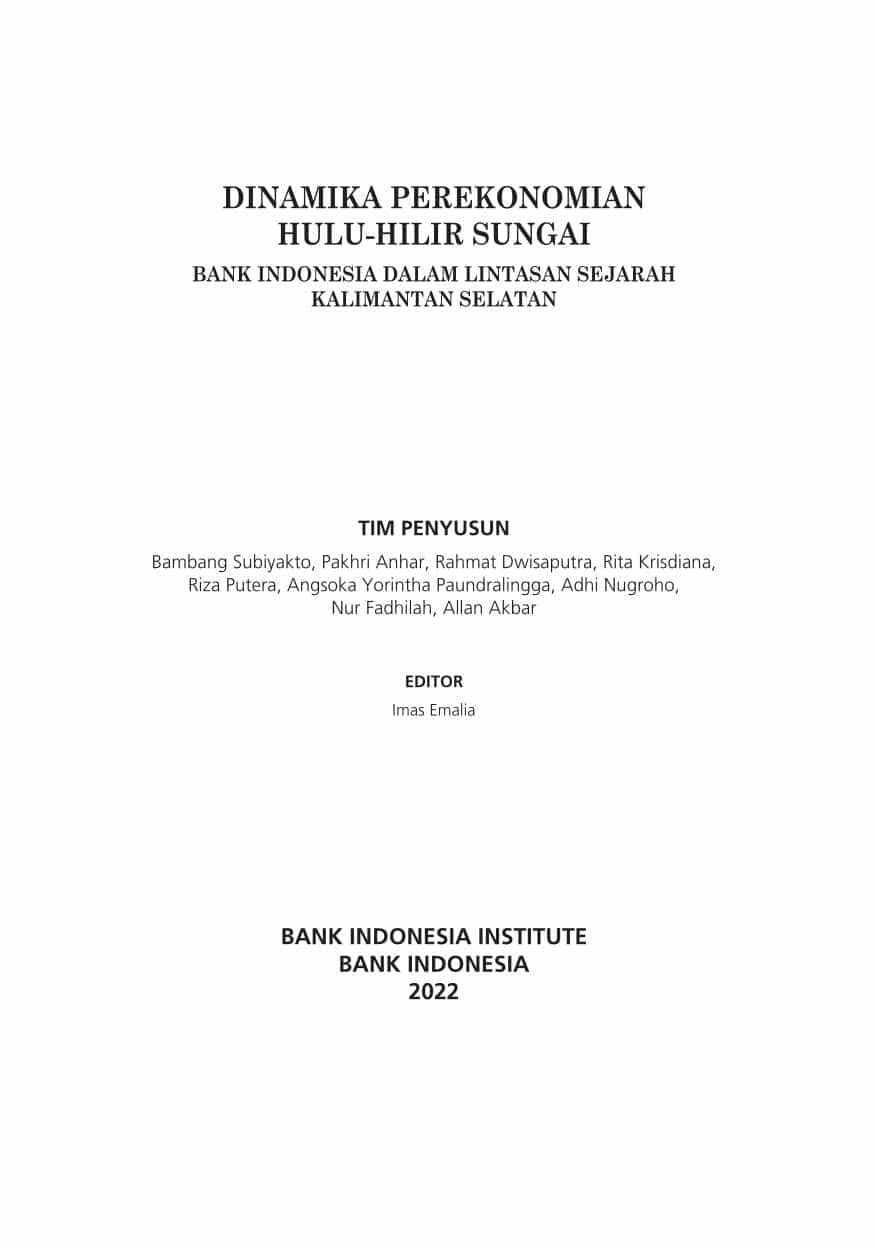 DINAMIKA PEREKONOMIAN
HULU-HILIR SUNGAI
BANK INDONESIA DALAM LINTASAN SEJARAH
KALIMANTAN SELATAN
TIM PENYUSUN
Bambang Subiyakto, Pakhri Anhar, Rahmat Dwisaputra, Rita Krisdiana,
Riza Putera, Angsoka Yorintha Paundralingga, Adhi Nugroho,
Nur Fadhilah, Allan Akbar
EDITOR
Imas Emalia
BANK INDONESIA INSTITUTE
BANK INDONESIA
2022